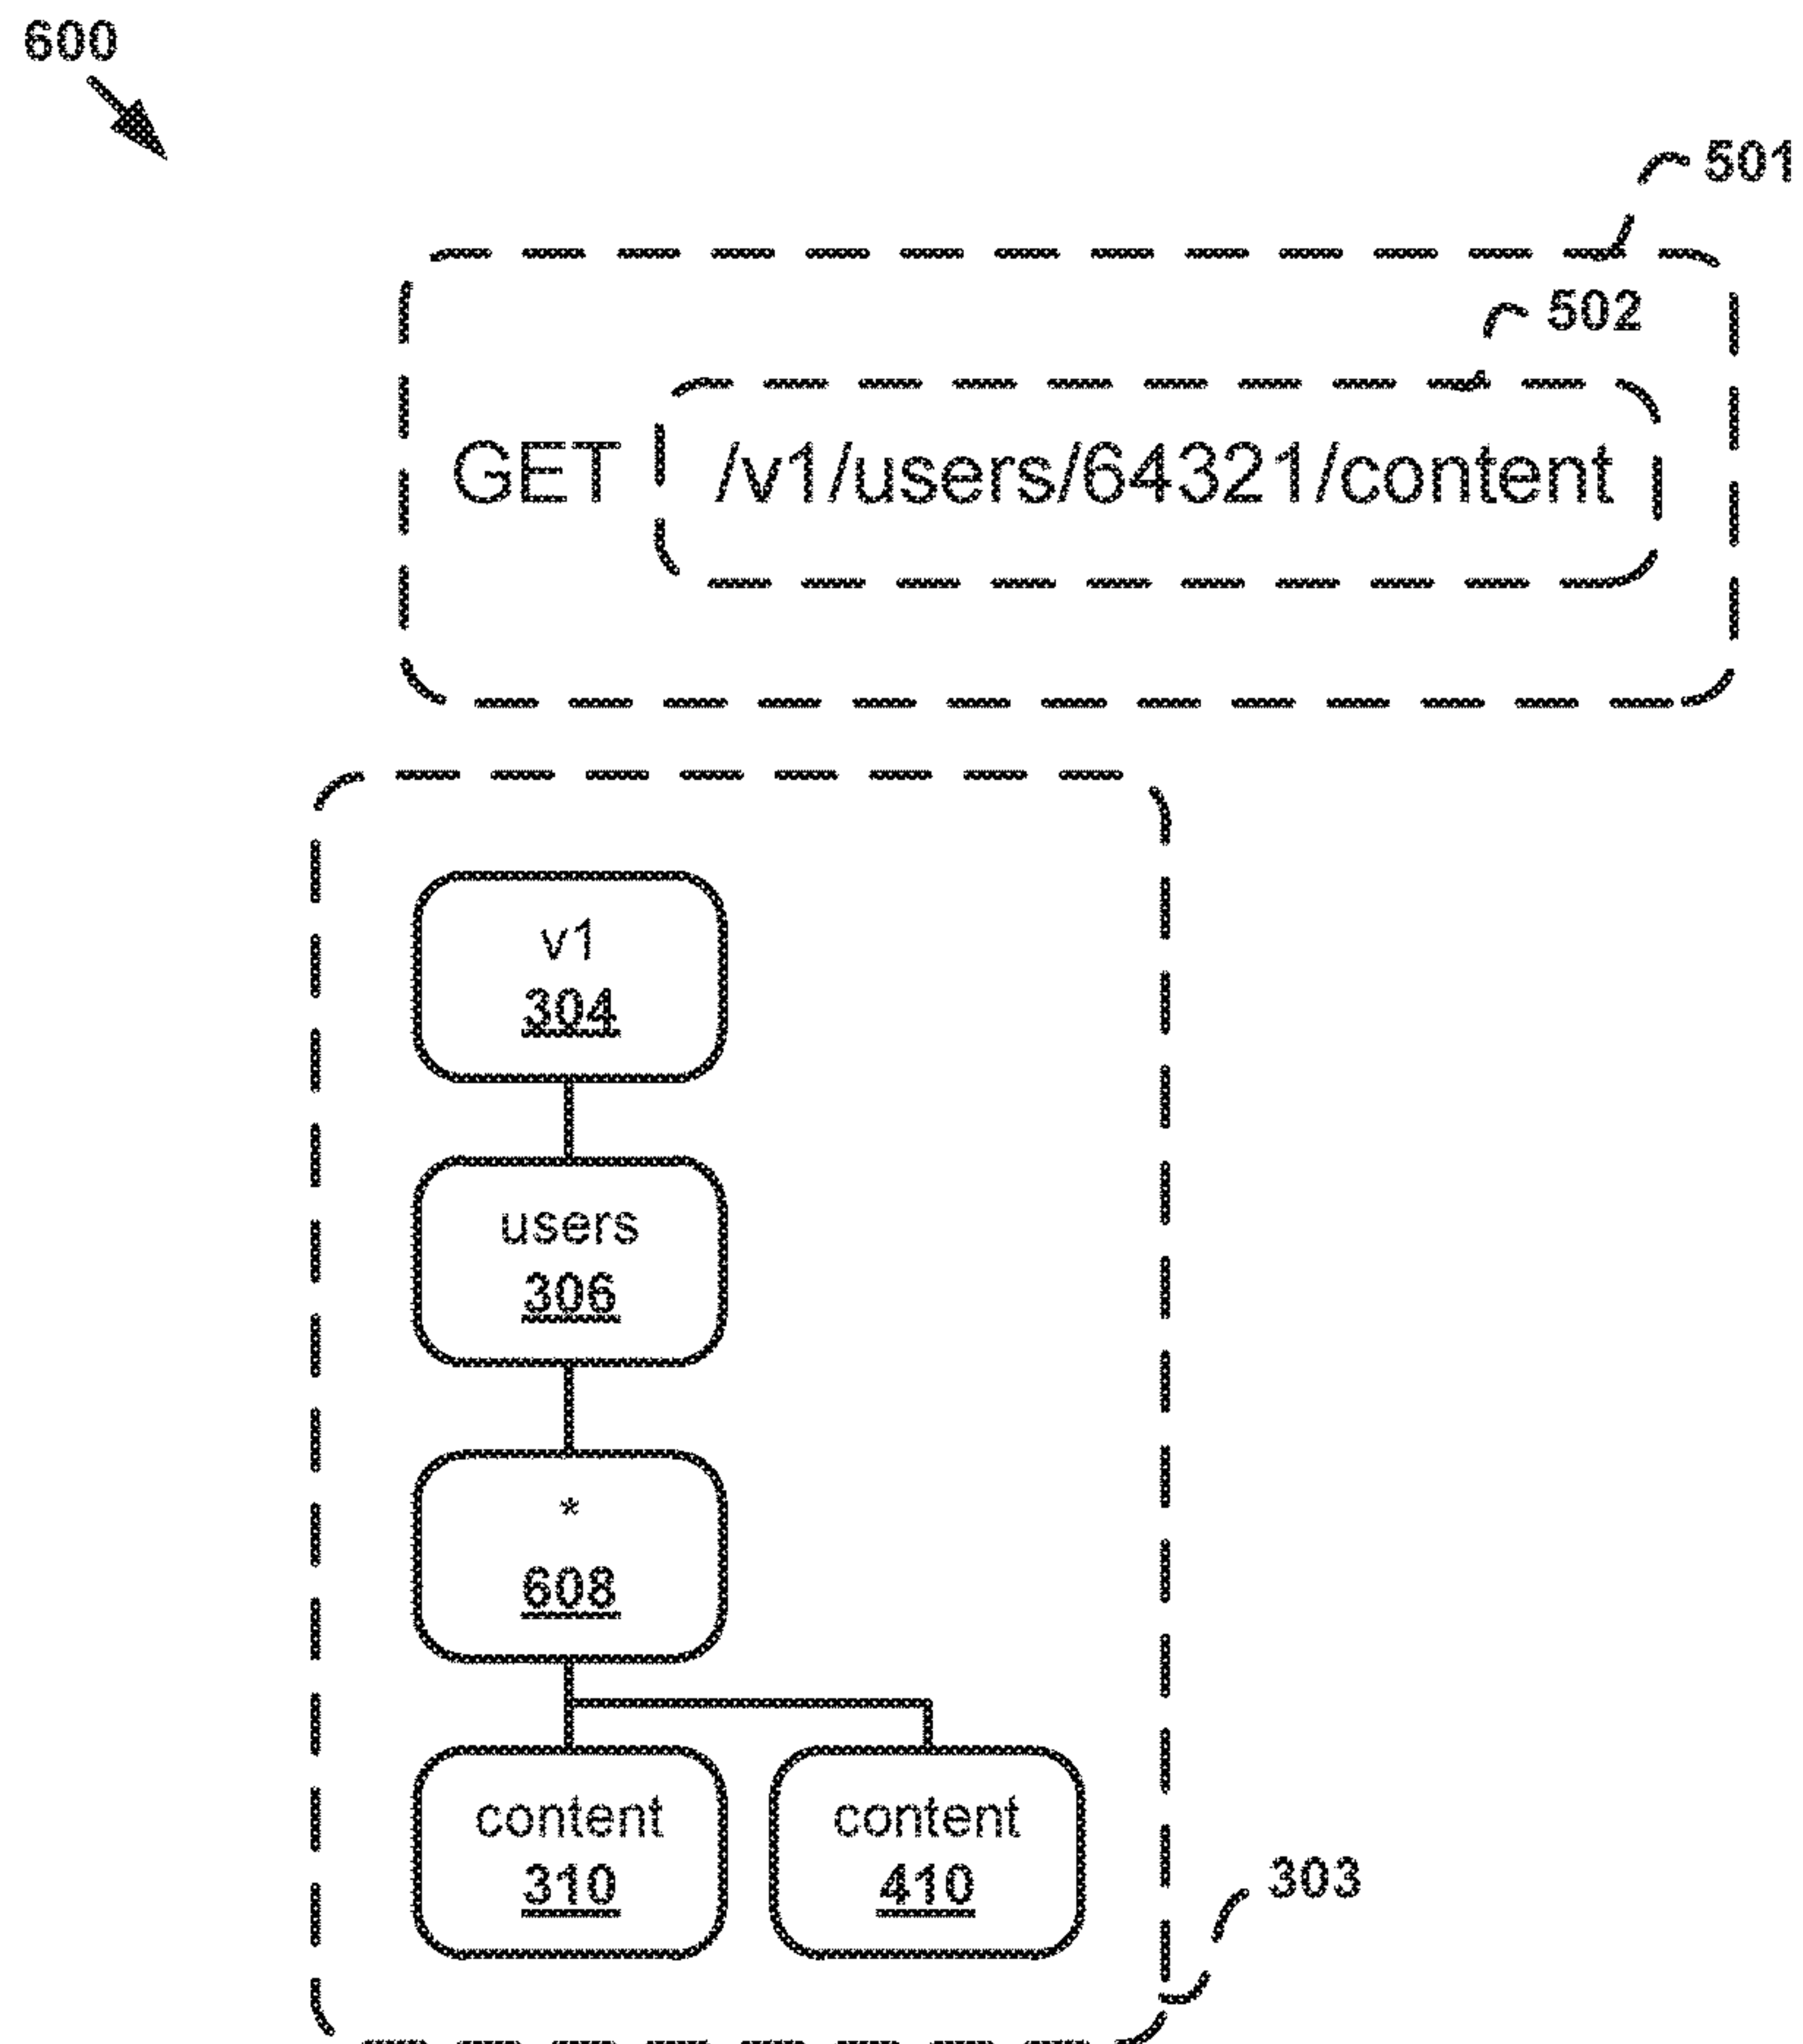 600
501
502
GET /v1/users/64321/content
v1
304
users
306
*
608
content
310
content
410
303